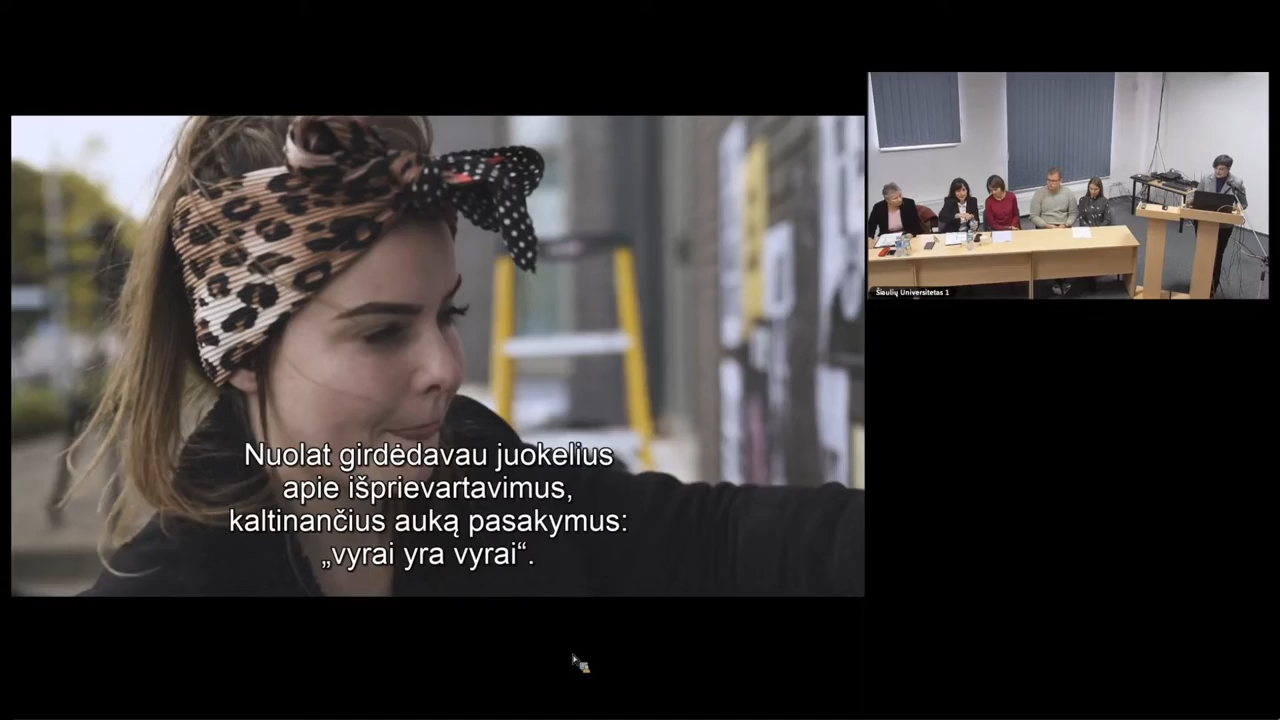 Nuolat girdėdavau juokelius
apie išprievartavimus,
kaltinančius auką pasakymus:
„vyrai yra vyrai“.
Šiaulių Universitetas 1